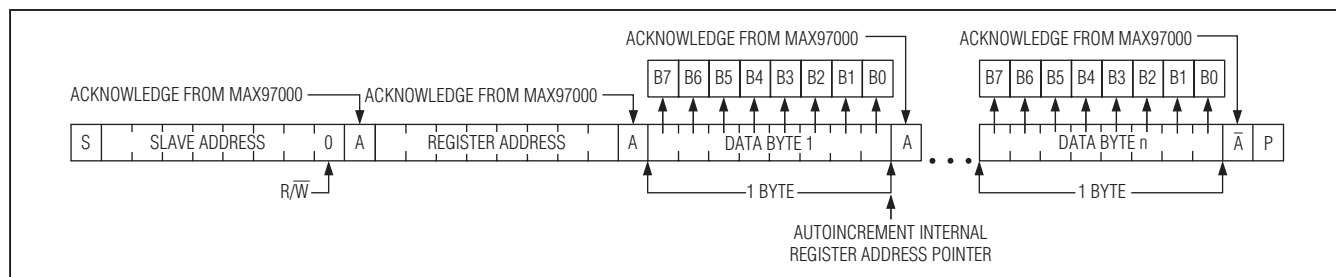 ACKNOWLEDGE FROM MAX97000 ACKNOWLEDGE FROM MAX97000
B7 B6 B5 B4 B3 B2 B1 B0 B7 B6 B5 B4 B3 B2 B1 B0
ACKNOWLEDGE FROM MAX97000 ACKNOWLEDGE FROM MAX97000
S SLAVE ADDRESS 0 A REGISTER ADDRESS A DATA BYTE 1 A • • • DATA BYTE n A̅ P
R/W̅ 1 BYTE 1 BYTE
AUTOINCREMENT INTERNAL
REGISTER ADDRESS POINTER